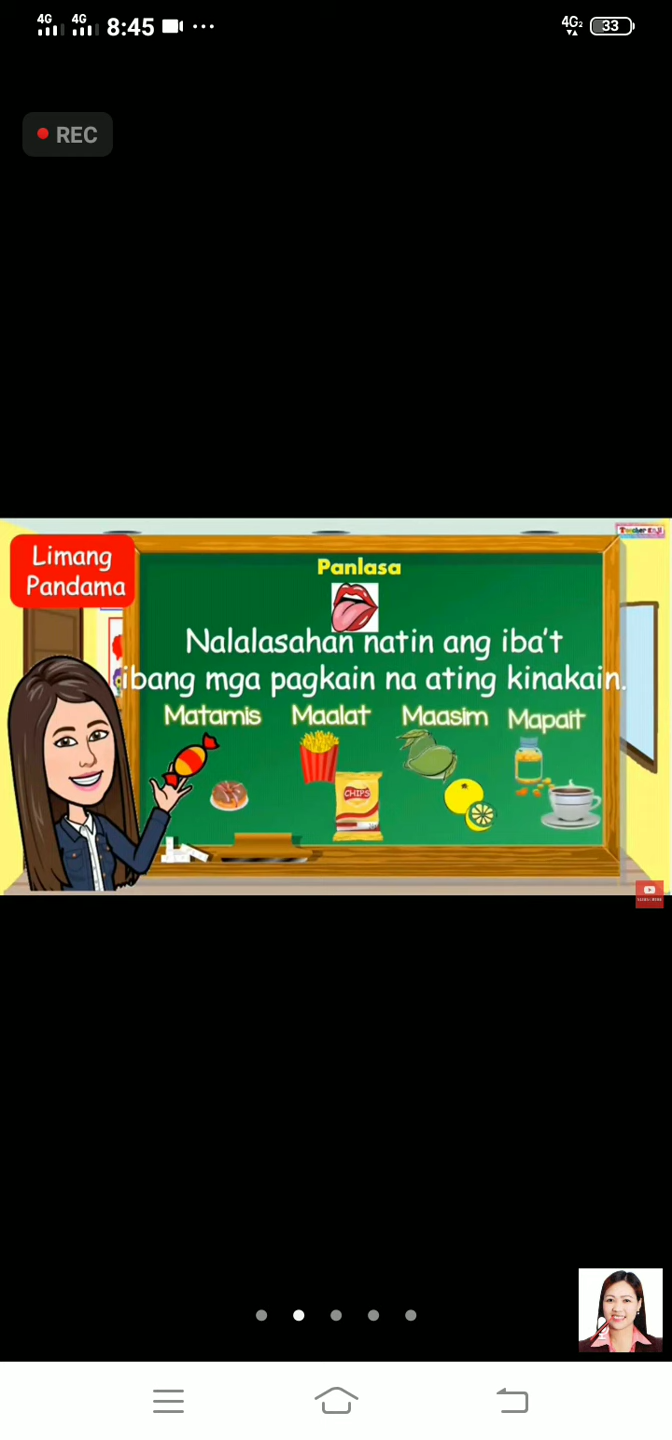 4G 4G 8:45 4G2 33
REC
Limang
Pandama
Panlasa
Nalalasahan natin ang iba't
ibang mga pagkain na ating kinakain.
Matamis Maalat Maasim Mapait
CHIPS